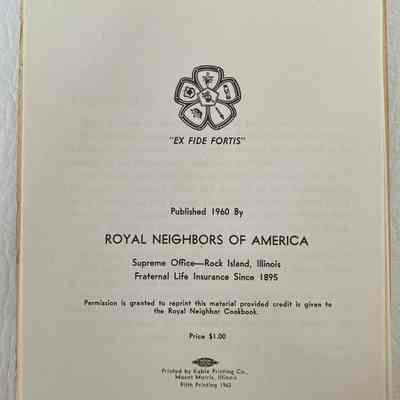 "EX FIDE FORTIS"
Published 1960 By
ROYAL NEIGHBORS OF AMERICA
Supreme Office—Rock Island, Illinois
Fraternal Life Insurance Since 1895
Permission is granted to reprint this material provided credit is given to
the Royal Neighbor Cookbook.
Price $1.00
Printed by Kable Printing Co.,
Mount Morris, Illinois
Fifth Printing 1962